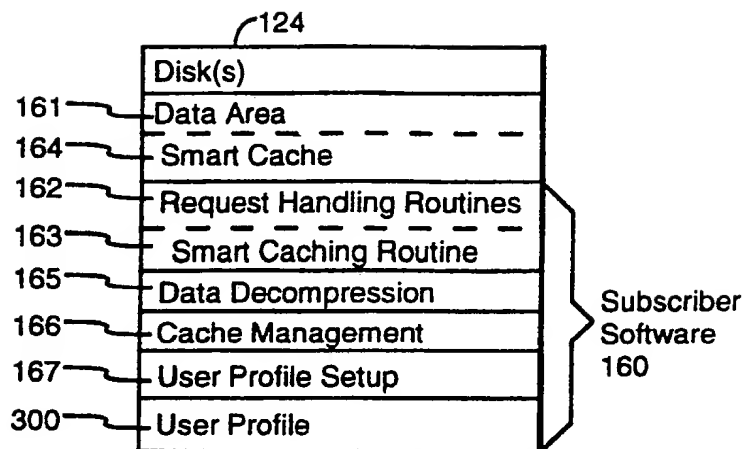 124
Disk(s)
161 Data Area
164 Smart Cache
162 Request Handling Routines
163 Smart Caching Routine
165 Data Decompression
166 Cache Management
167 User Profile Setup
300 User Profile
Subscriber
Software
160